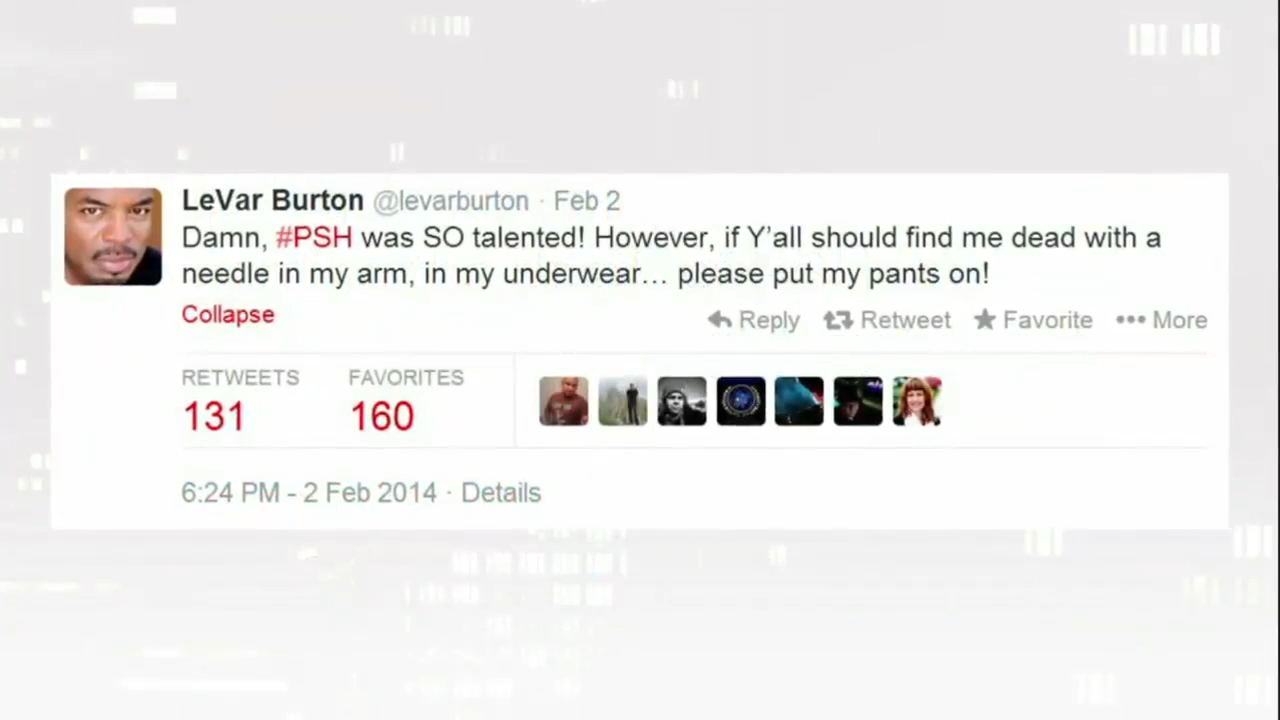 LeVar Burton @levarburton · Feb 2
Damn, #PSH was SO talented! However, if Y’all should find me dead with a
needle in my arm, in my underwear… please put my pants on!
Collapse Reply Retweet Favorite ••• More
RETWEETS FAVORITES
131 160
6:24 PM - 2 Feb 2014 · Details